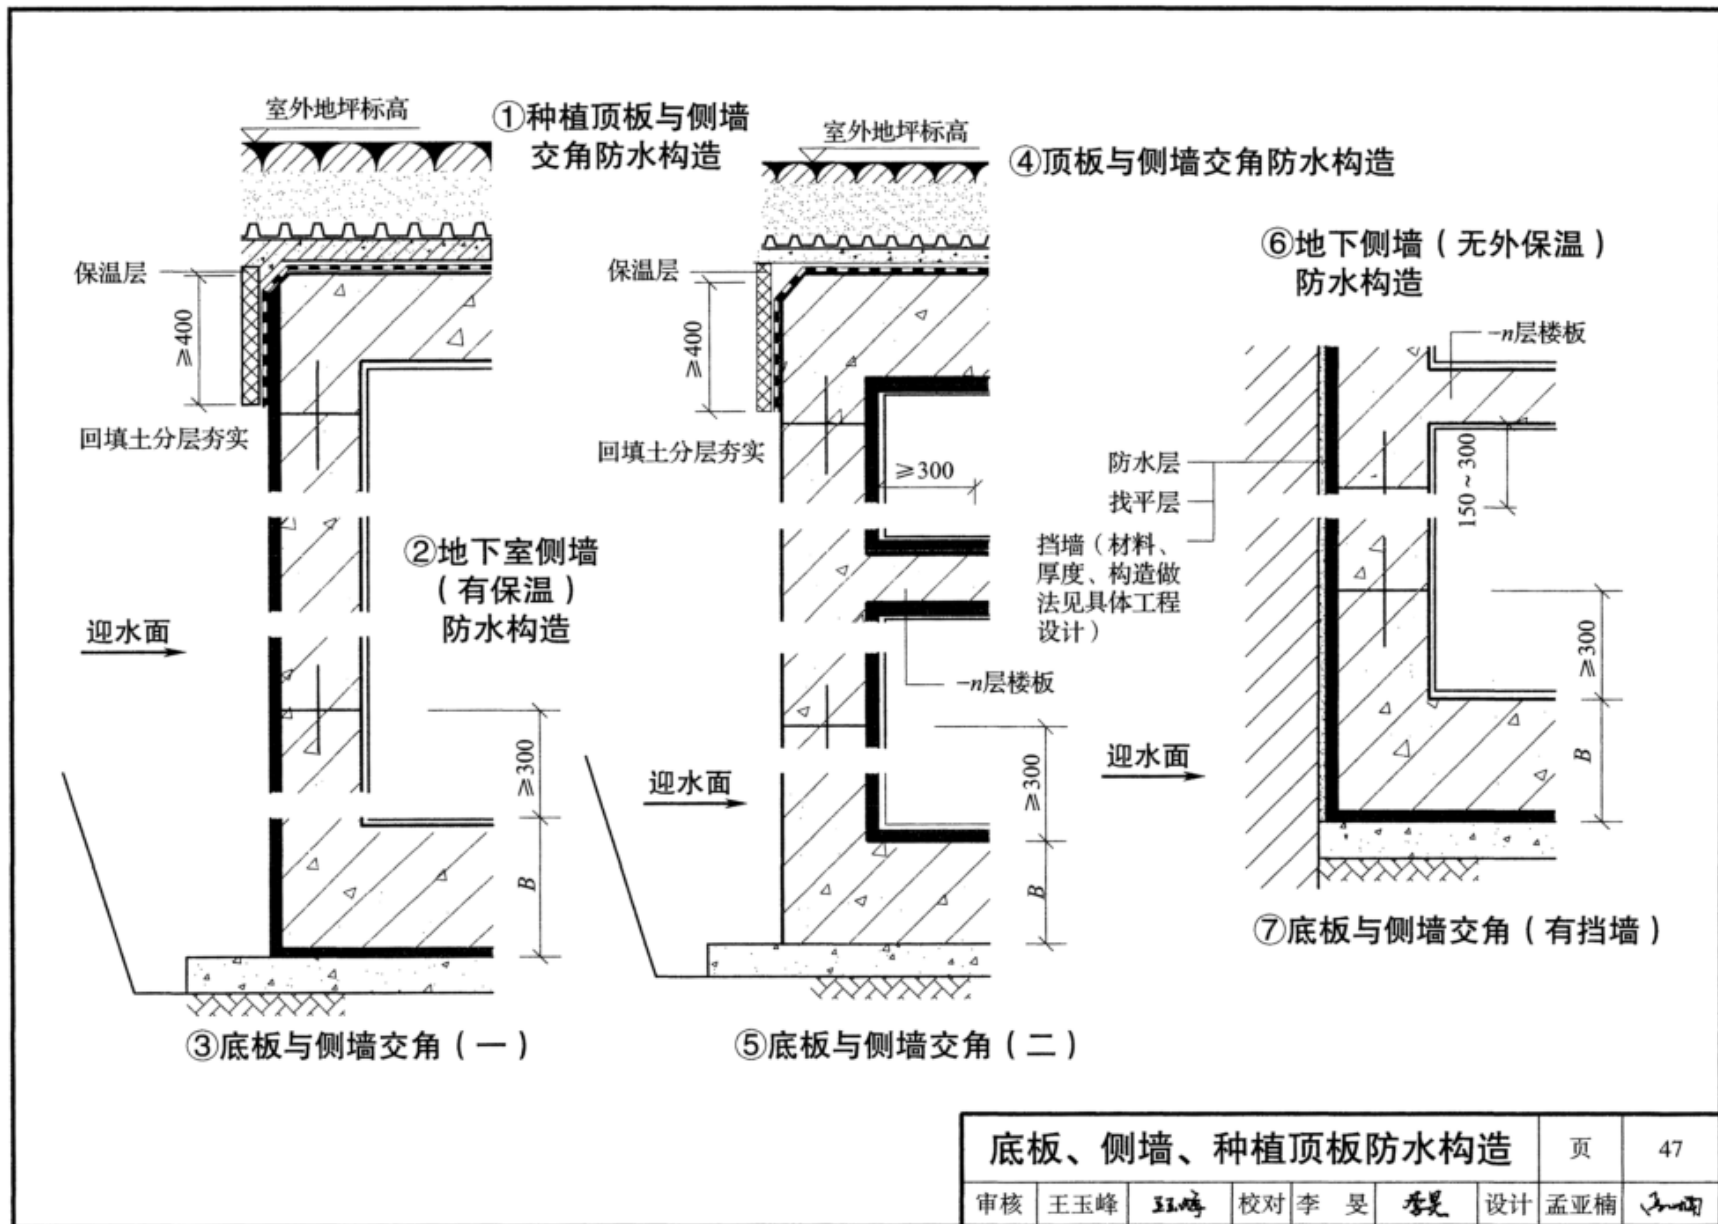 室外地坪标高
①种植顶板与侧墙
交角防水构造
保温层
≥400
回填土分层夯实
②地下室侧墙
（有保温）
防水构造
迎水面
≥300
B
③底板与侧墙交角（一）
室外地坪标高
④顶板与侧墙交角防水构造
保温层
≥400
回填土分层夯实
≥300
-n层楼板
迎水面
≥300
B
⑤底板与侧墙交角（二）
⑥地下侧墙（无外保温）
防水构造
-n层楼板
防水层
找平层
挡墙（材料、
厚度、构造做
法见具体工程
设计）
150~300
≥300
迎水面
B
⑦底板与侧墙交角（有挡墙）
底板、侧墙、种植顶板防水构造 页 47
审核 王玉峰 校对 李 旻 设计 孟亚楠